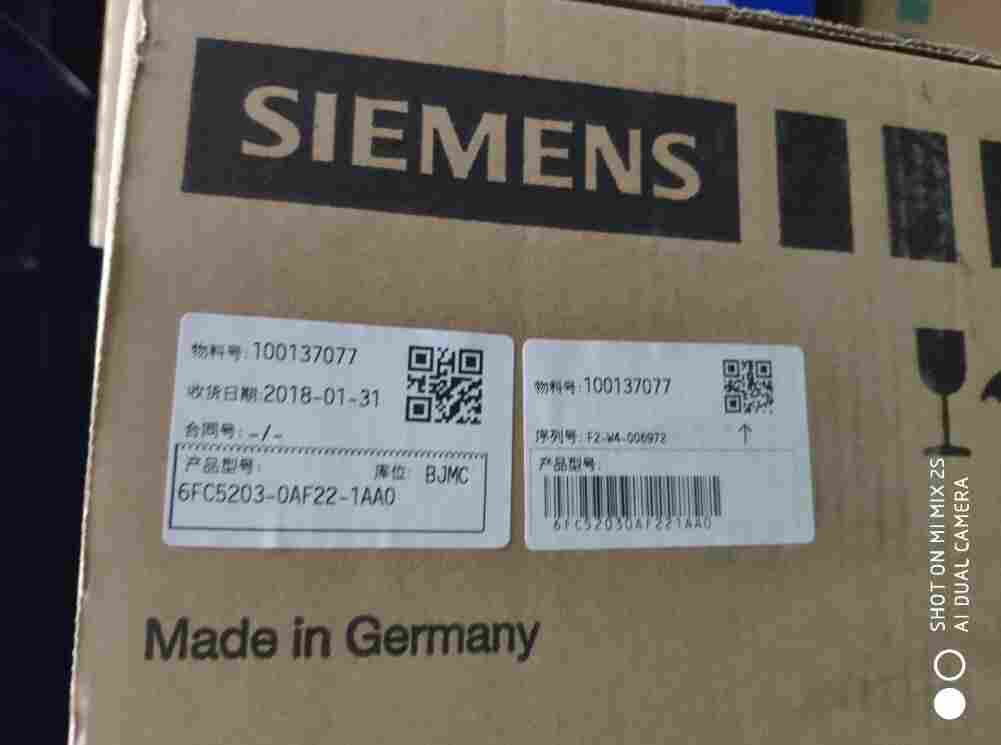 SIEMENS
物料号:100137077
收货日期:2018-01-31
合同号: -/-
产品型号:
库位: BJMC
6FC5203-0AF22-1AA0
物料号:100137077
序列号: F2-W4-006972
产品型号:
6FC52030AF221AA0
Made in Germany
SHOT ON MI MIX 2S
AI DUAL CAMERA